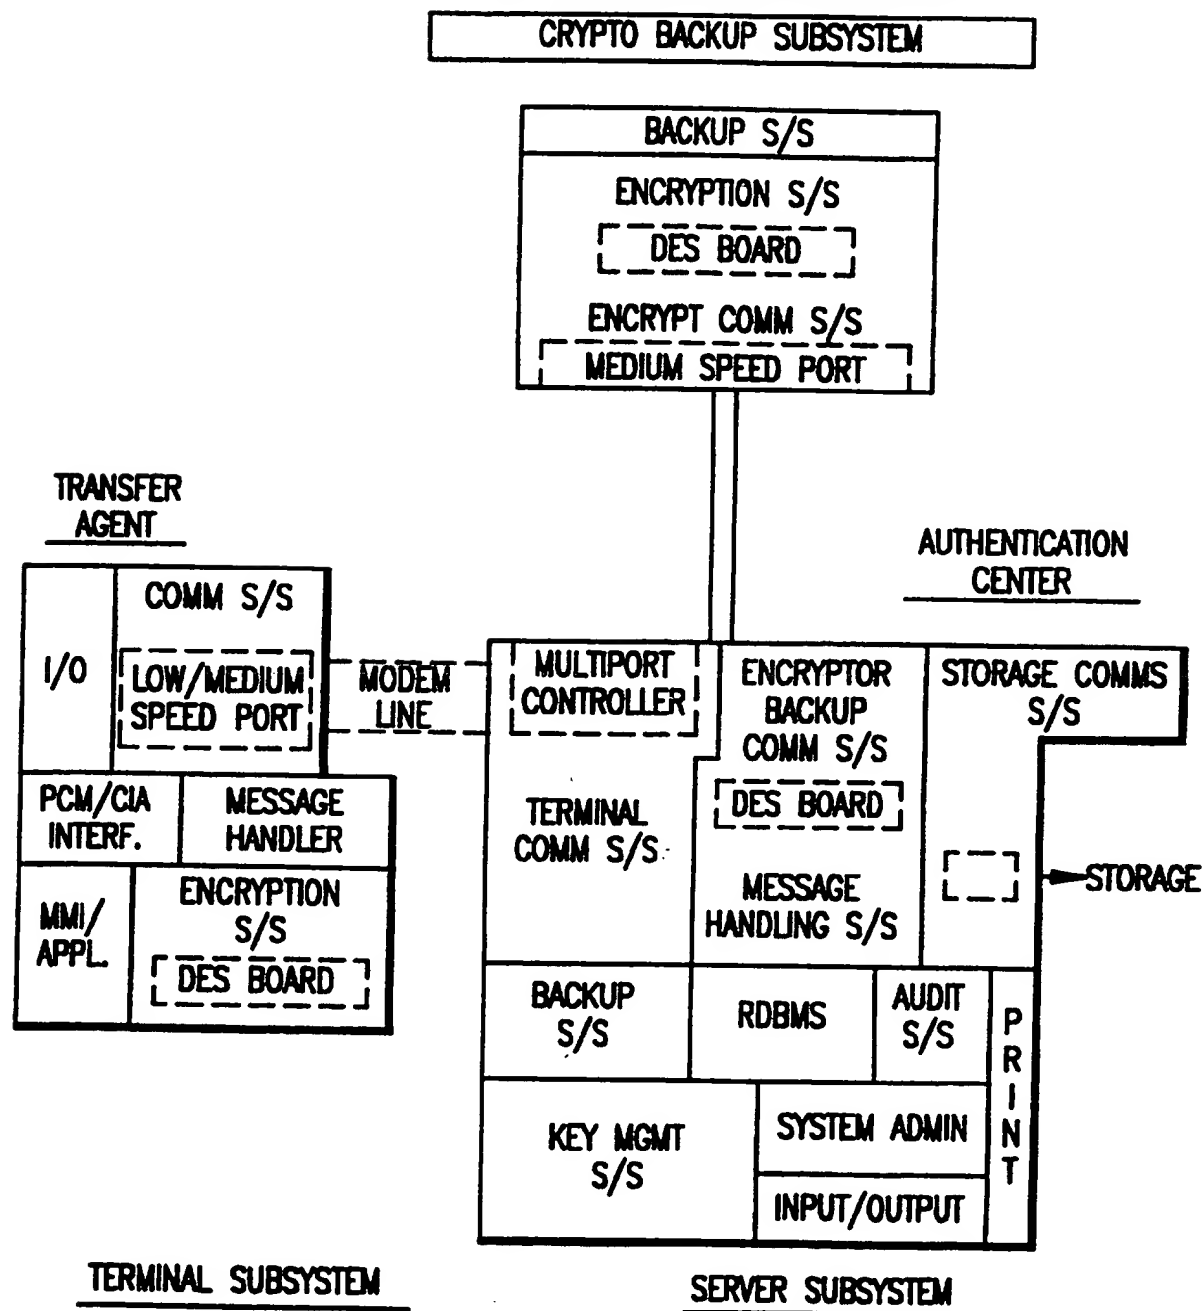 CRYPTO BACKUP SUBSYSTEM
BACKUP S/S
ENCRYPTION S/S
DES BOARD
ENCRYPT COMM S/S
MEDIUM SPEED PORT
TRANSFER
AGENT
I/O
COMM S/S
LOW/MEDIUM
SPEED PORT
MODEM
LINE
PCM/CIA
INTERF.
MESSAGE
HANDLER
MMI/
APPL.
ENCRYPTION
S/S
DES BOARD
TERMINAL SUBSYSTEM
AUTHENTICATION
CENTER
MULTIPORT
CONTROLLER
TERMINAL
COMM S/S
ENCRYPTOR
BACKUP
COMM S/S
DES BOARD
MESSAGE
HANDLING S/S
STORAGE COMMS
S/S
STORAGE
BACKUP
S/S
RDBMS
AUDIT
S/S
PRINT
KEY MGMT
S/S
SYSTEM ADMIN
INPUT/OUTPUT
SERVER SUBSYSTEM